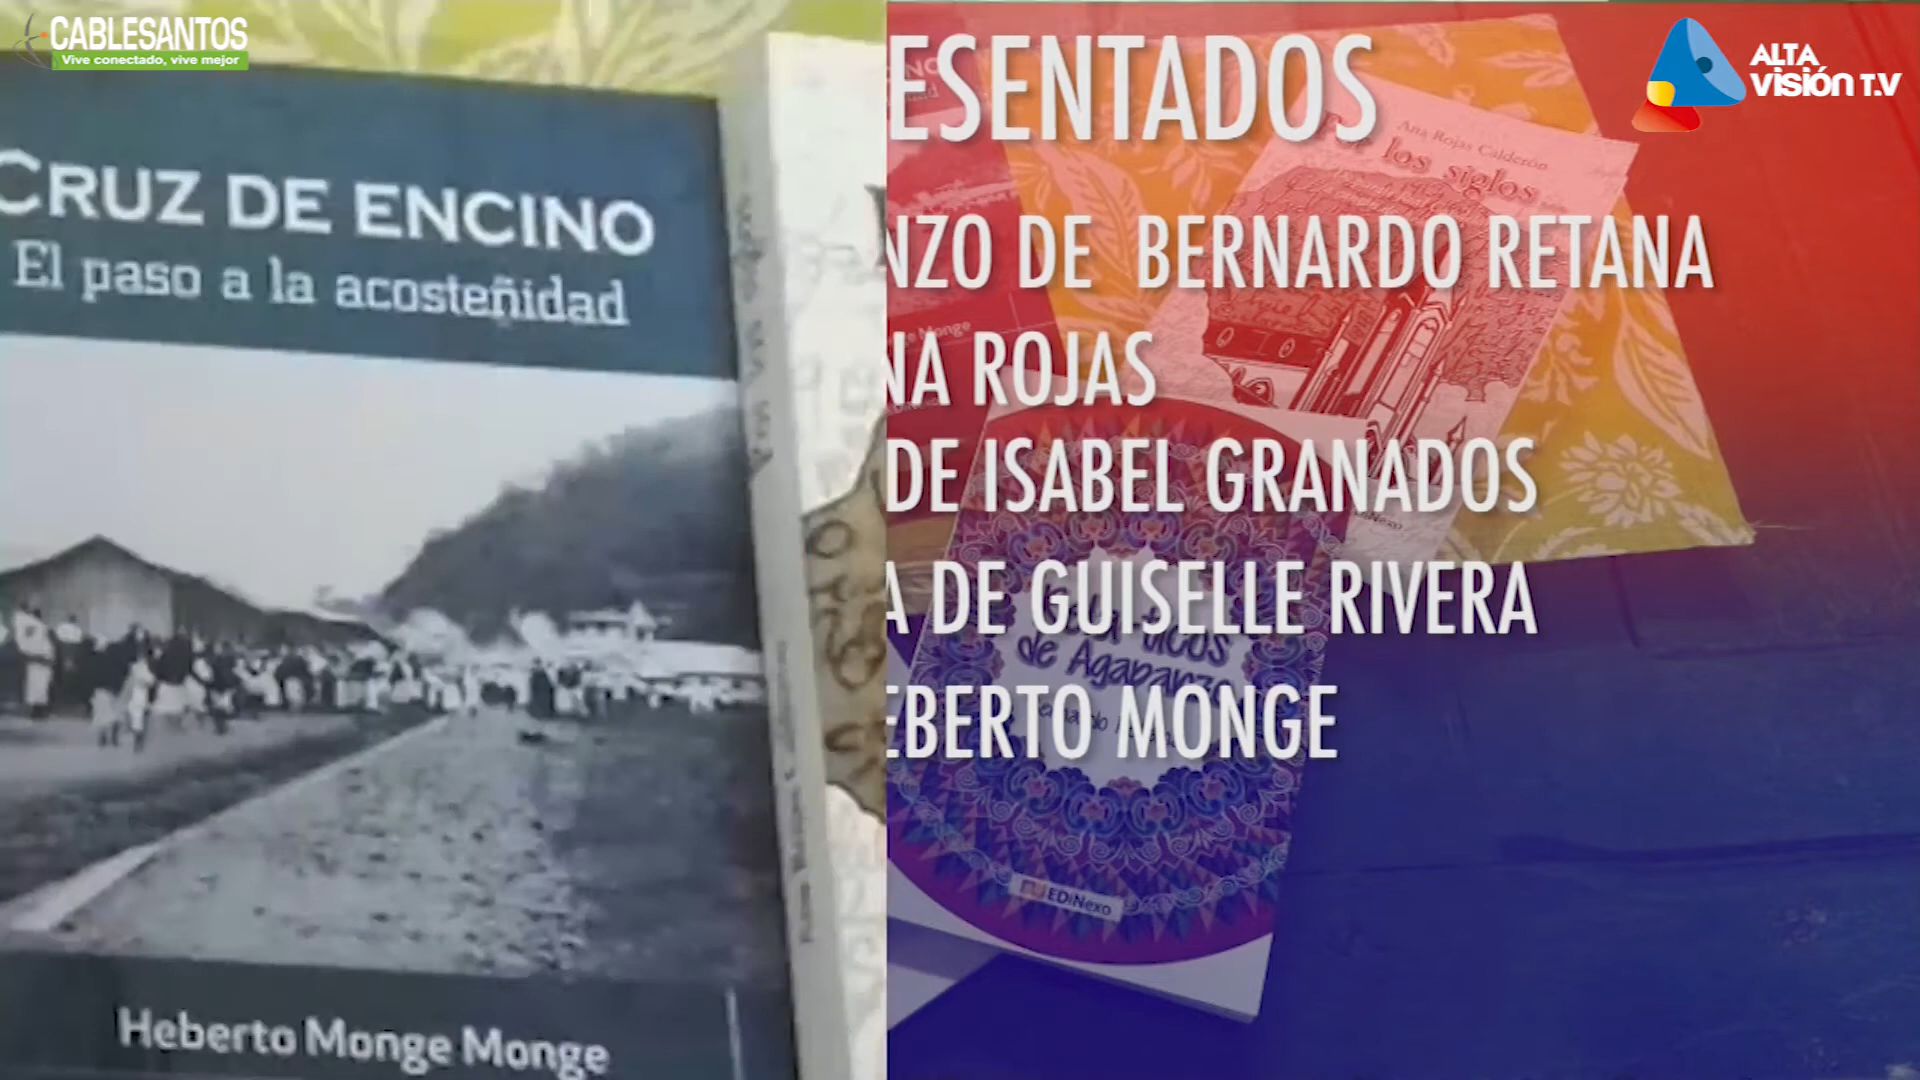 CABLESANTOS
Vive conectado, vive mejor
CRUZ DE ENCINO
El paso a la acosteñidad
Heberto Monge Monge
ESENTADOS
NZO DE BERNARDO RETANA
NA ROJAS
DE ISABEL GRANADOS
A DE GUISELLE RIVERA
EBERTO MONGE
Ana Rojas Calderón
Por los siglos
de Agapanzo
EDiNexo
ALTA
visión T.V